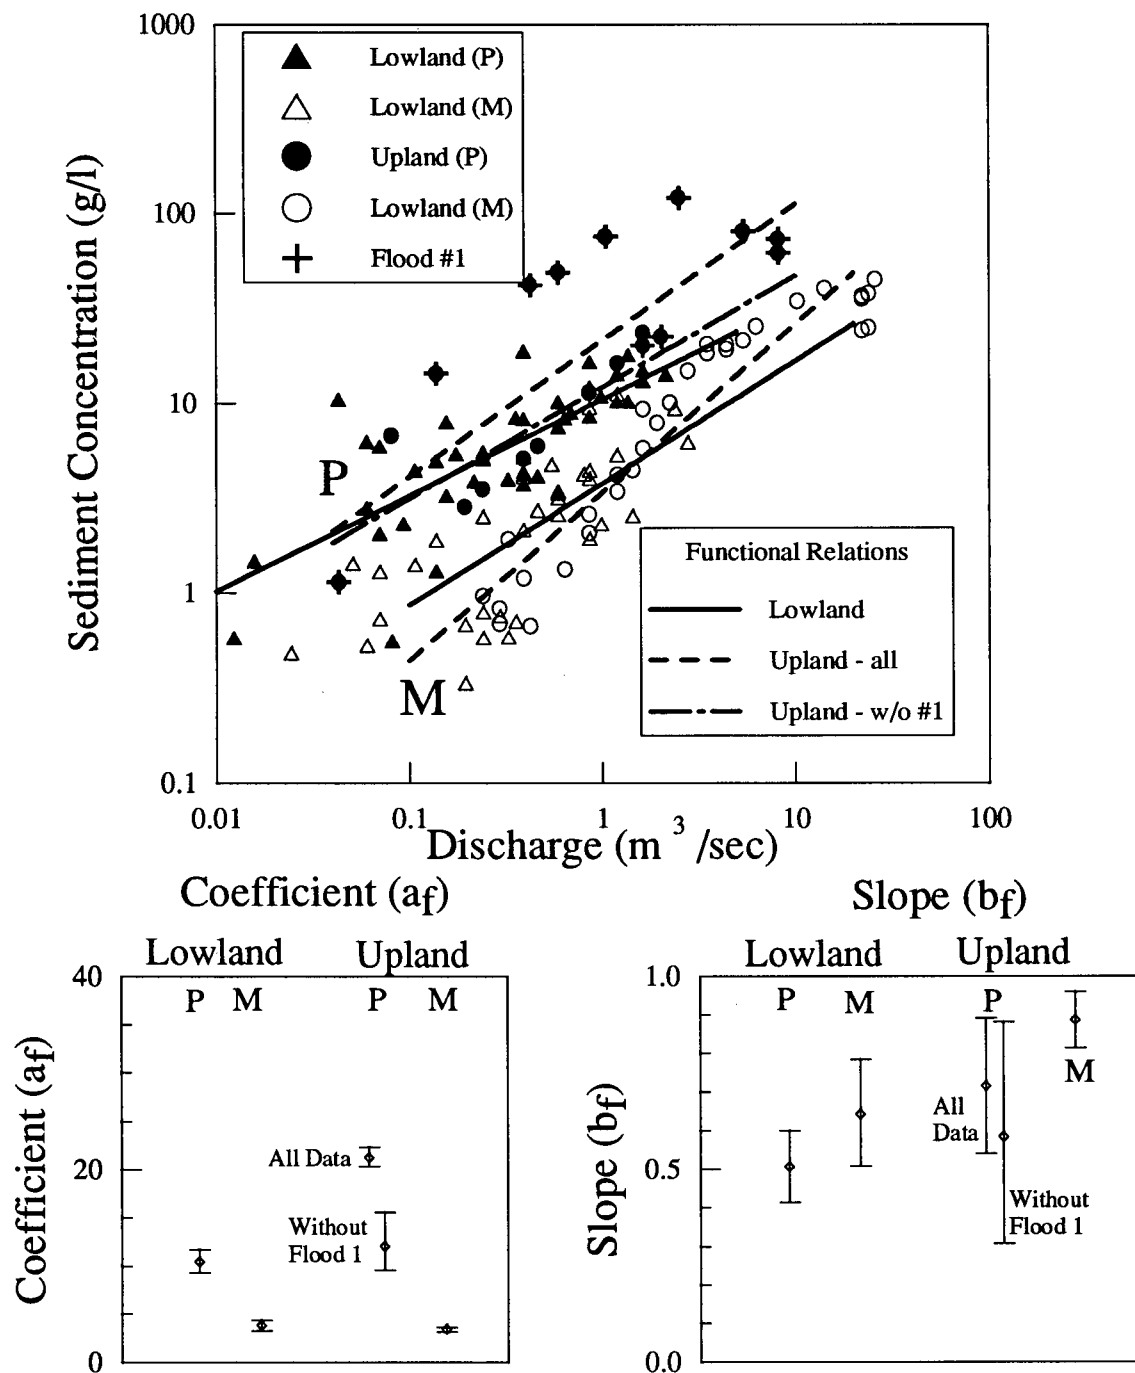 1000
100
10
1
0.1
Sediment Concentration (g/l)
Lowland (P)
Lowland (M)
Upland (P)
Lowland (M)
Flood #1
P
M
Functional Relations
Lowland
Upland - all
Upland - w/o #1
0.01 0.1 1 10 100
Discharge (m 3 /sec)
Coefficient (af)
Lowland Upland
40
20
0
Coefficient (af)
P M P M
All Data
Without
Flood 1
Slope (bf)
Lowland Upland
1.0
0.5
0.0
Slope (bf)
P M P
M
All
Data
Without
Flood 1